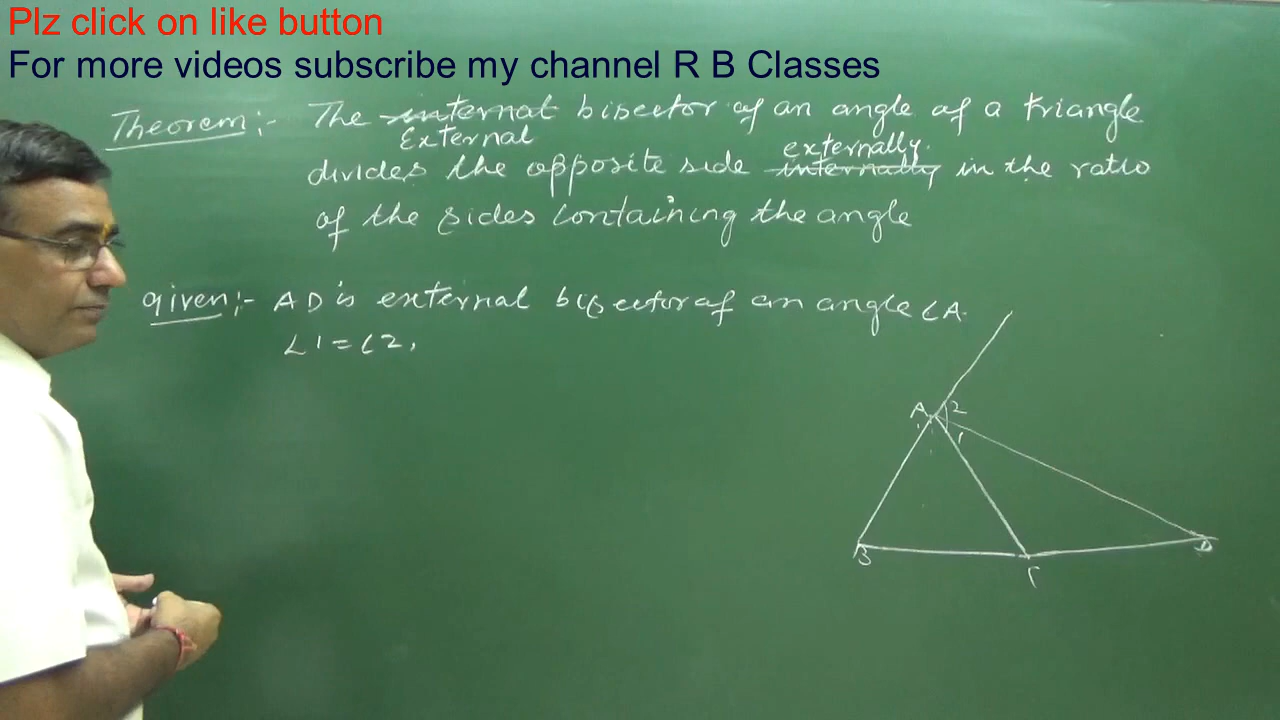 Plz click on like button
For more videos subscribe my channel R B Classes
Theorem:- The internal bisector of an angle of a triangle
External
externally.
divides the opposite side internally in the ratio
of the sides containing the angle
given:- AD is external bisector of an angle ∠A.
∠1=∠2,
A 2
1
B
C
D